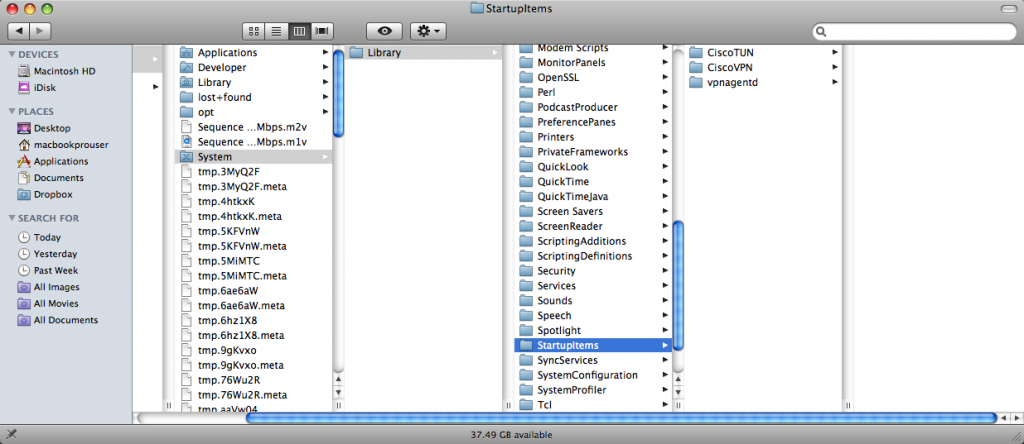 StartupItems
DEVICES
Macintosh HD
iDisk
PLACES
Desktop
macbookprouser
Applications
Documents
Dropbox
SEARCH FOR
Today
Yesterday
Past Week
All Images
All Movies
All Documents
Applications
Developer
Library
lost+found
opt
Sequence ...Mbps.m2v
Sequence ...Mbps.m1v
System
tmp.3MyQ2F
tmp.3MyQ2F.meta
tmp.4htkxK
tmp.4htkxK.meta
tmp.5KFVnW
tmp.5KFVnW.meta
tmp.5MiMTC
tmp.5MiMTC.meta
tmp.6ae6aW
tmp.6ae6aW.meta
tmp.6hz1X8
tmp.6hz1X8.meta
tmp.9gKvxo
tmp.9gKvxo.meta
tmp.76Wu2R
tmp.76Wu2R.meta
tmp.aaVw04
Library
Modem Scripts
MonitorPanels
OpenSSL
Perl
PodcastProducer
PreferencePanes
Printers
PrivateFrameworks
QuickLook
QuickTime
QuickTimeJava
Screen Savers
ScreenReader
ScriptingAdditions
ScriptingDefinitions
Security
Services
Sounds
Speech
Spotlight
StartupItems
SyncServices
SystemConfiguration
SystemProfiler
Tcl
CiscoTUN
CiscoVPN
vpnagentd
37.49 GB available